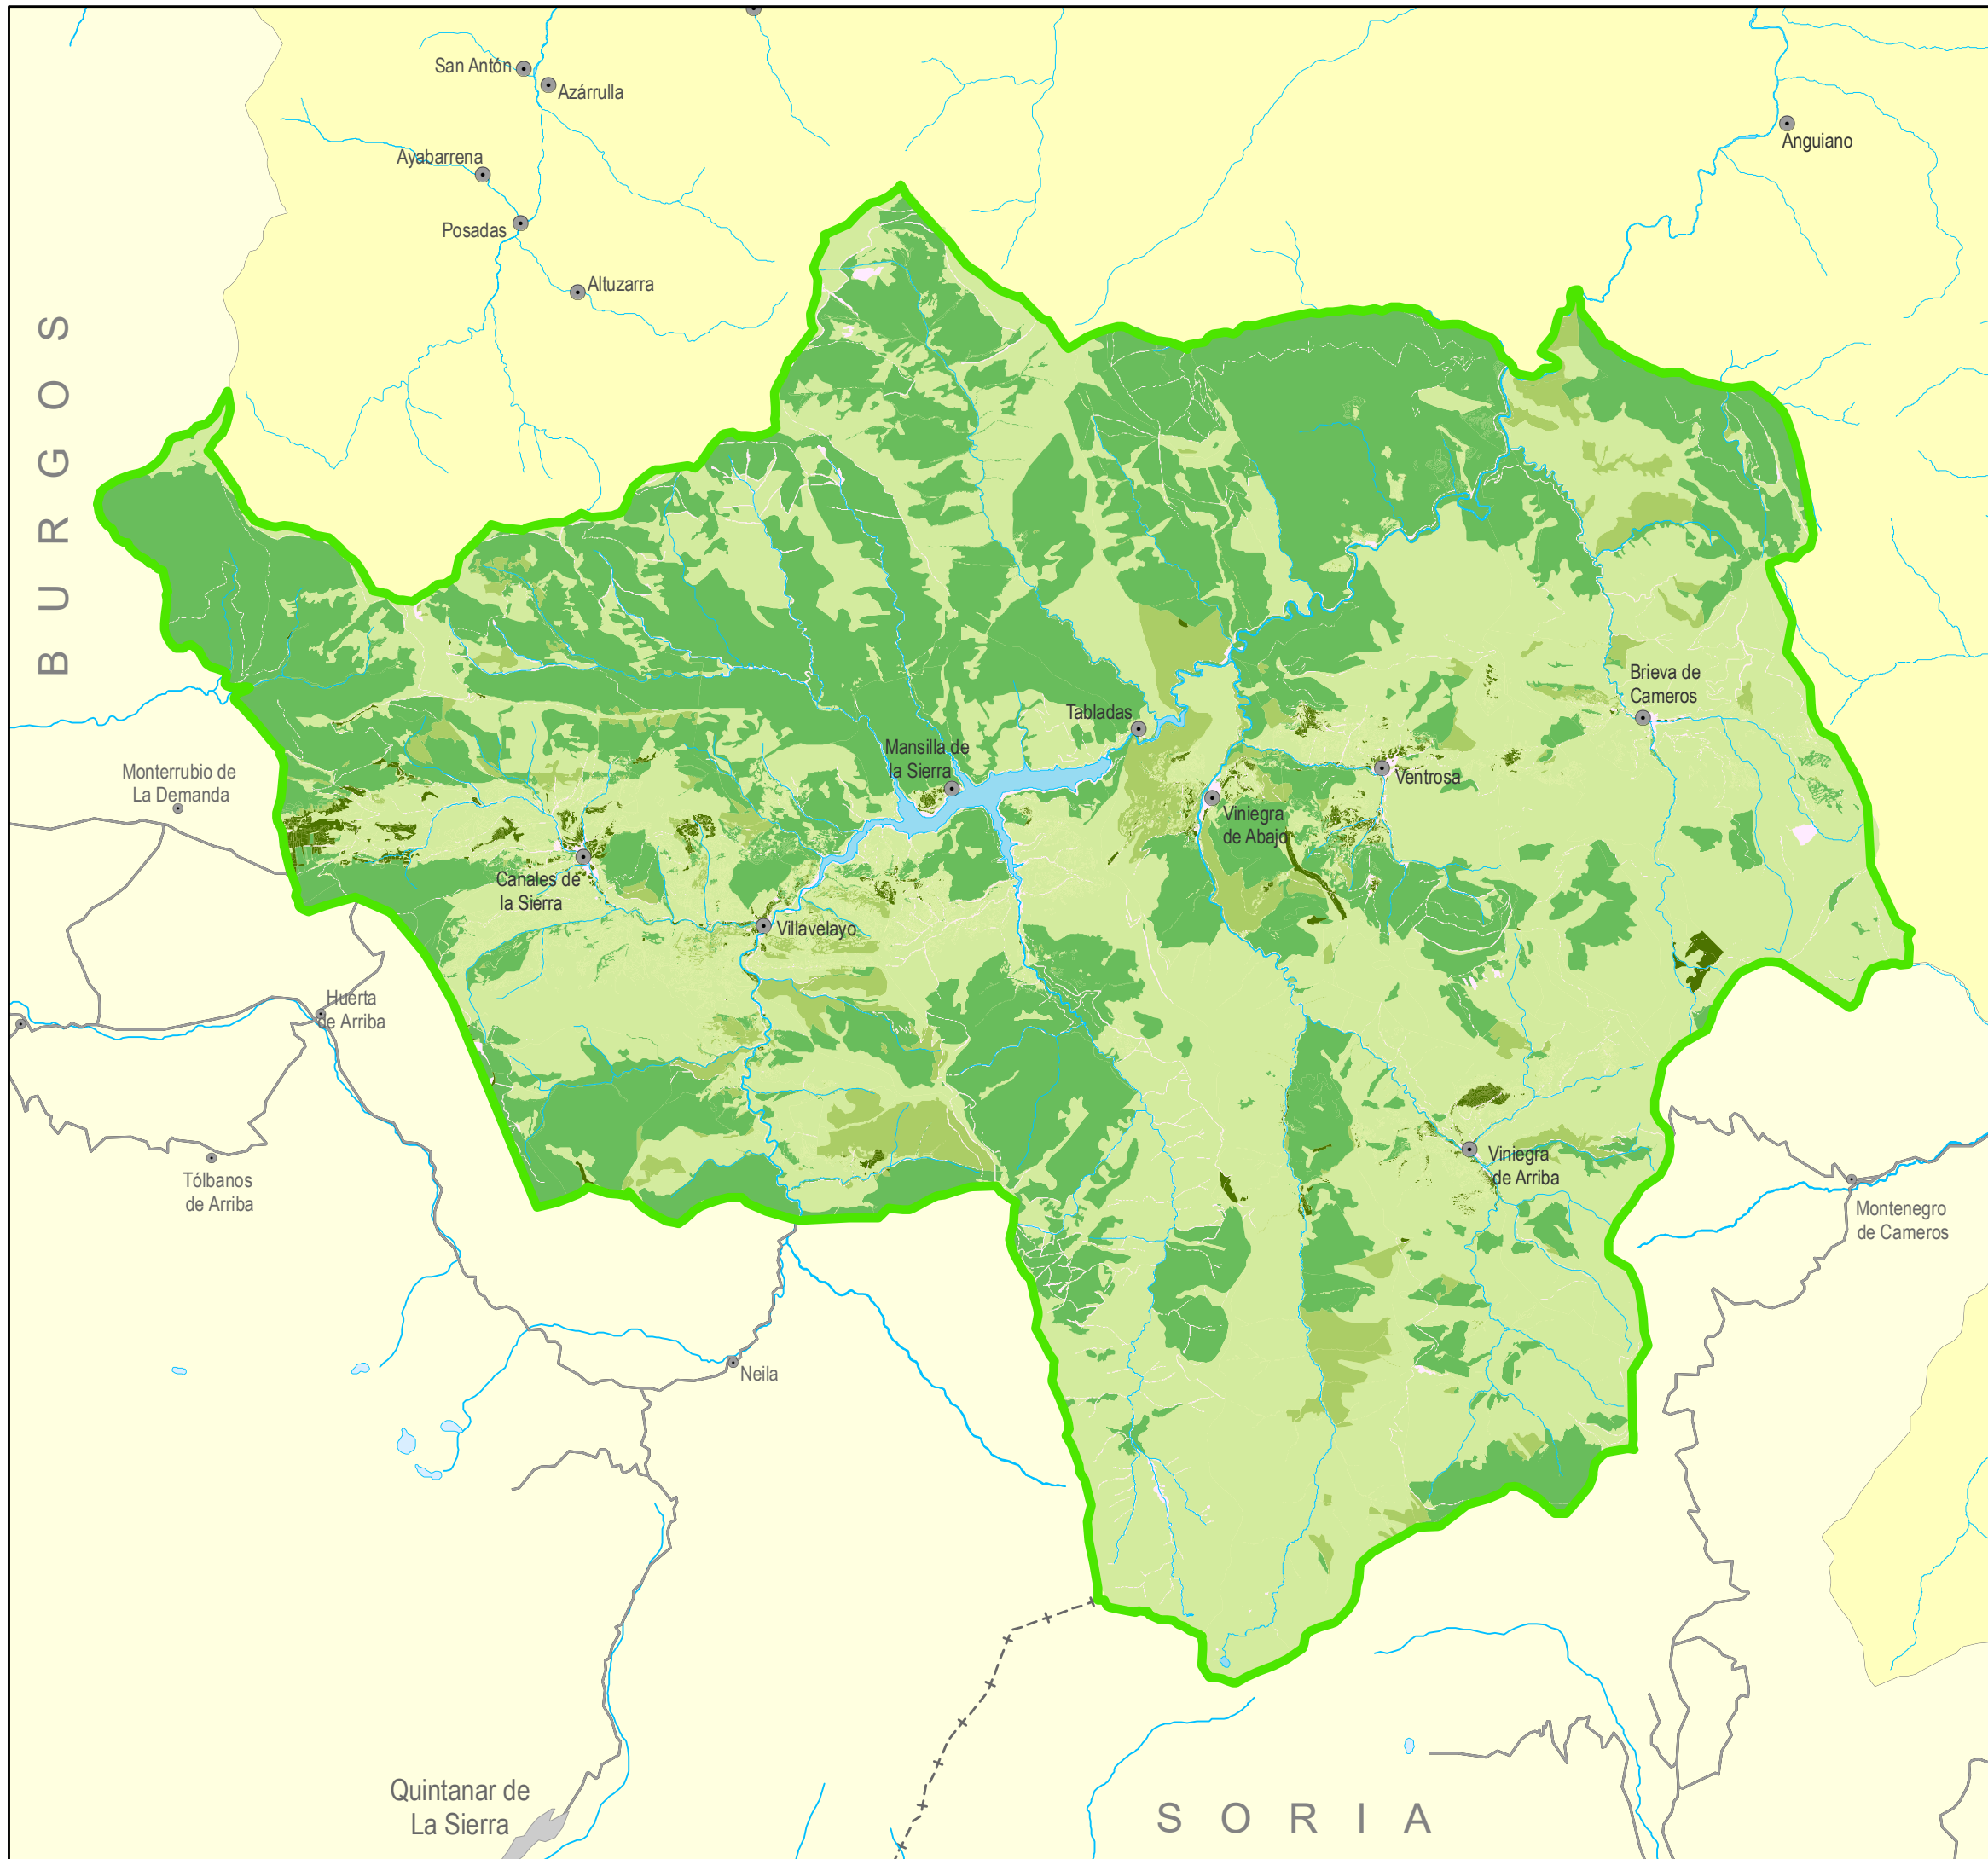 San Antón
Azárrulla
Anguiano
Ayabarrena
Posadas
Altuzarra
BURGOS
Brieva de
Cameros
Tabladas
Mansilla de
la Sierra
Monterrubio de
La Demanda
Ventrosa
Viniegra
de Abajo
Canales de
la Sierra
Villavelayo
Huerta
de Arriba
Viniegra
de Arriba
Tólbanos
de Arriba
Montenegro
de Cameros
Neila
Quintanar de
La Sierra
SORIA